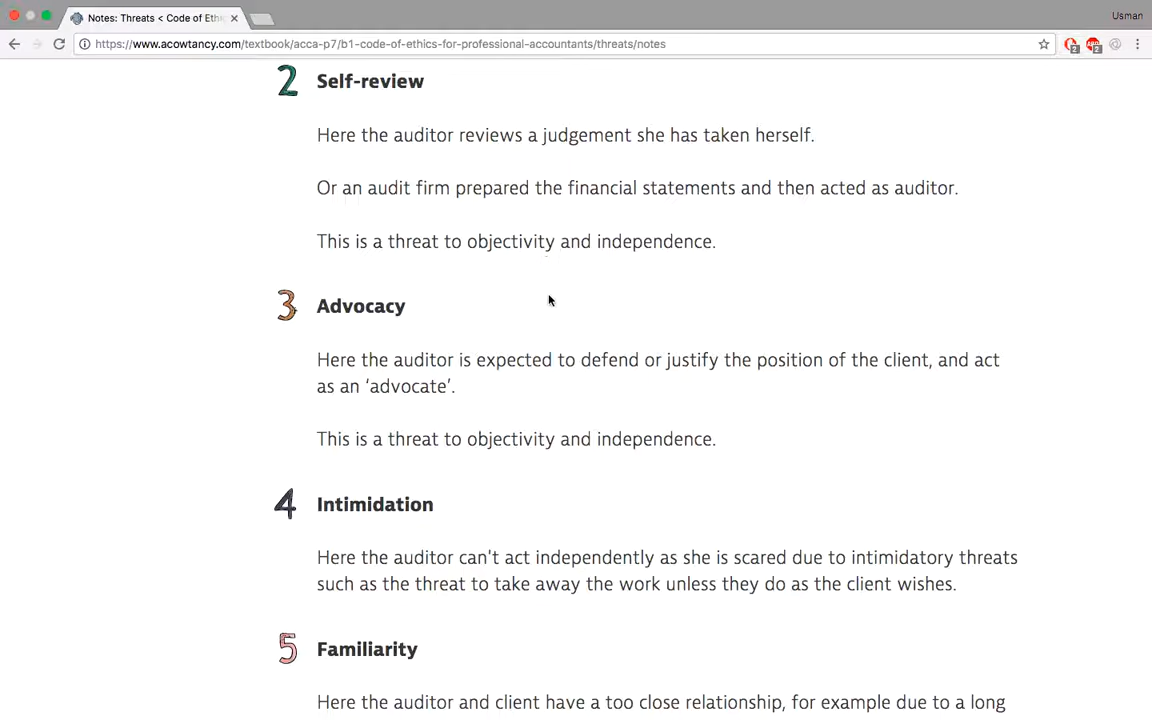 Notes: Threats < Code of Ethi
Usman
https://www.acowtancy.com/textbook/acca-p7/b1-code-of-ethics-for-professional-accountants/threats/notes
2
2
2 Self-review
Here the auditor reviews a judgement she has taken herself.
Or an audit firm prepared the financial statements and then acted as auditor.
This is a threat to objectivity and independence.
3 Advocacy
Here the auditor is expected to defend or justify the position of the client, and act
as an ‘advocate’.
This is a threat to objectivity and independence.
4 Intimidation
Here the auditor can't act independently as she is scared due to intimidatory threats
such as the threat to take away the work unless they do as the client wishes.
5 Familiarity
Here the auditor and client have a too close relationship, for example due to a long